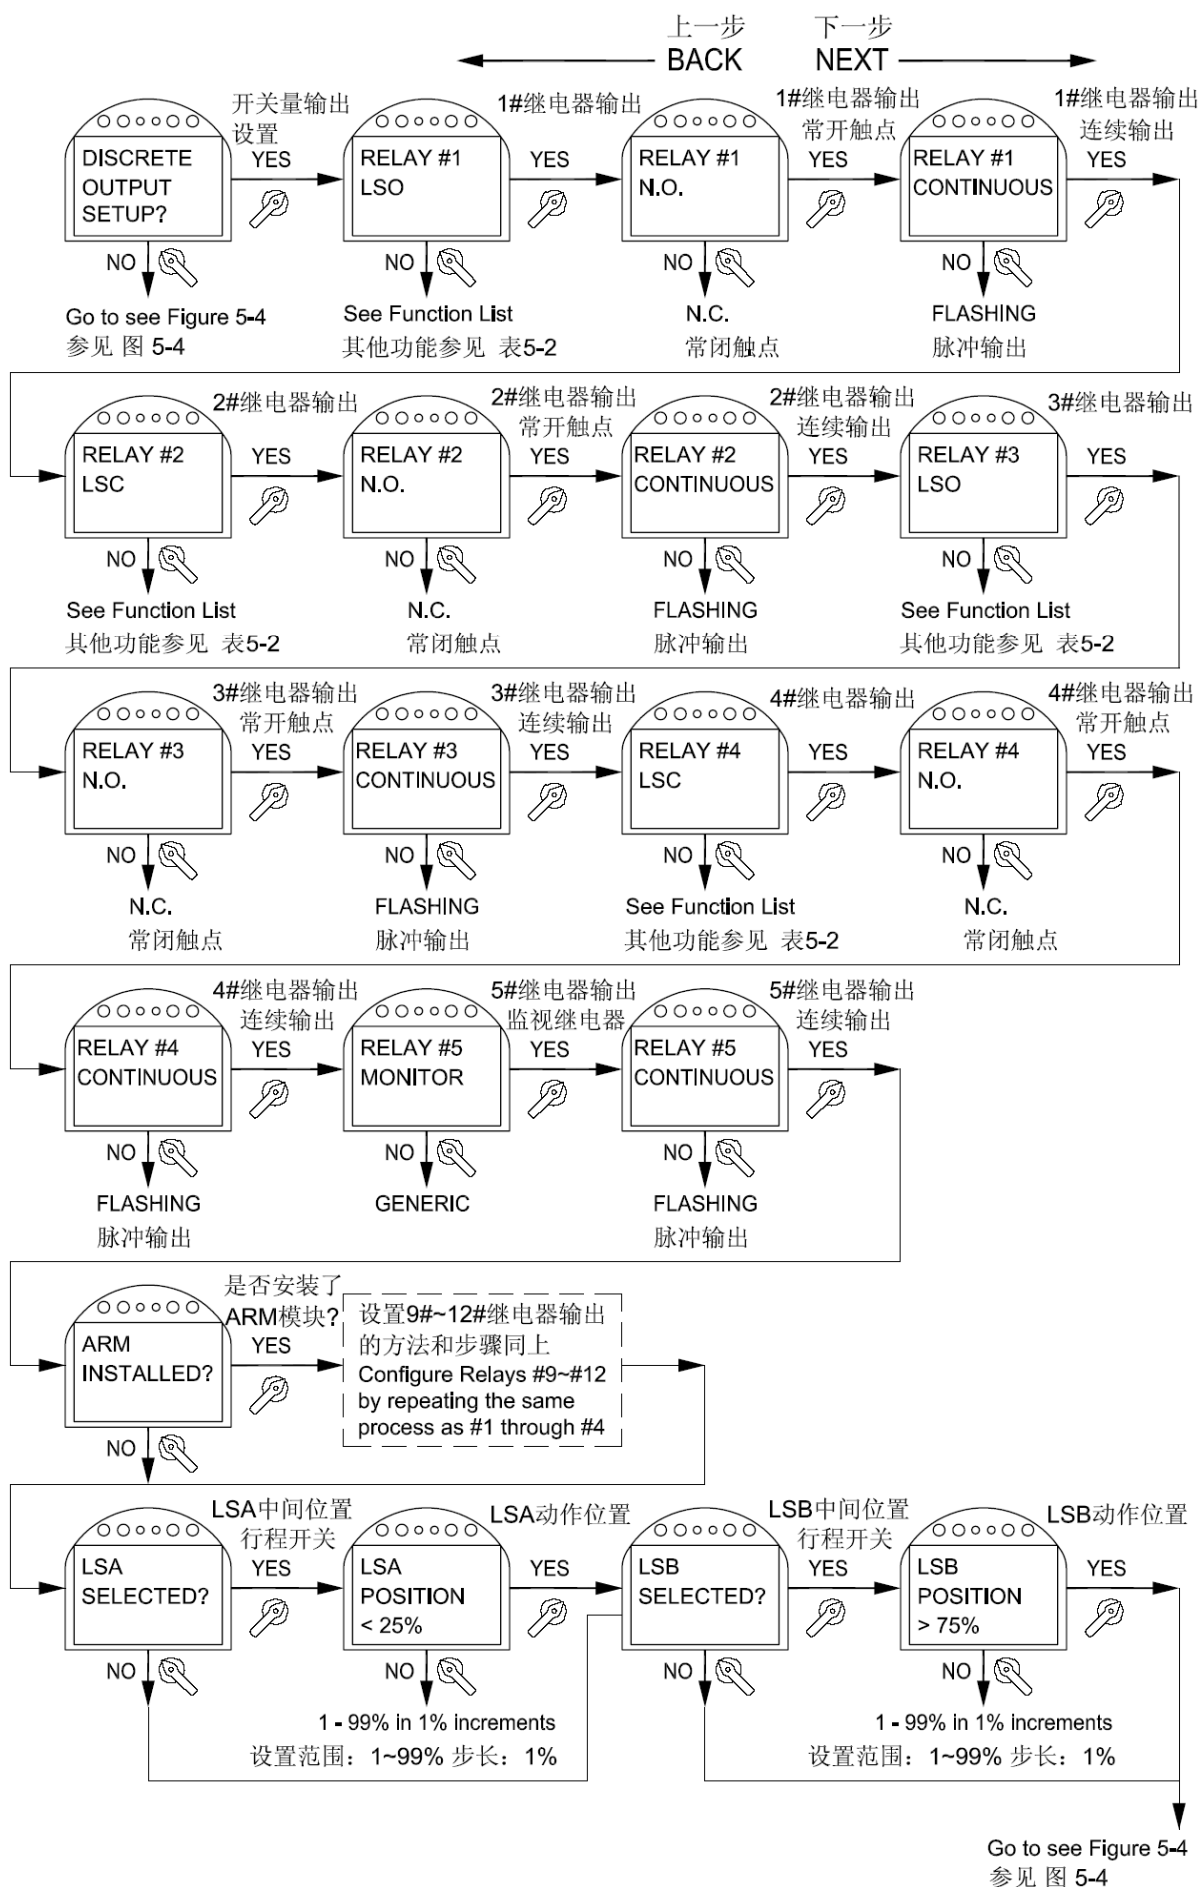 上一步 下一步
BACK NEXT
开关量输出
设置
1#继电器输出
1#继电器输出
常开触点
1#继电器输出
连续输出
DISCRETE
OUTPUT
SETUP?
YES
RELAY #1
LSO
YES
RELAY #1
N.O.
YES
RELAY #1
CONTINUOUS
YES
NO
NO
NO
NO
Go to see Figure 5-4
参见 图 5-4
See Function List
其他功能参见 表5-2
N.C.
常闭触点
FLASHING
脉冲输出
2#继电器输出
2#继电器输出
常开触点
2#继电器输出
连续输出
3#继电器输出
RELAY #2
LSC
YES
RELAY #2
N.O.
YES
RELAY #2
CONTINUOUS
YES
RELAY #3
LSO
YES
NO
NO
NO
NO
See Function List
其他功能参见 表5-2
N.C.
常闭触点
FLASHING
脉冲输出
See Function List
其他功能参见 表5-2
3#继电器输出
常开触点
3#继电器输出
连续输出
4#继电器输出
4#继电器输出
常开触点
RELAY #3
N.O.
YES
RELAY #3
CONTINUOUS
YES
RELAY #4
LSC
YES
RELAY #4
N.O.
YES
NO
NO
NO
NO
N.C.
常闭触点
FLASHING
脉冲输出
See Function List
其他功能参见 表5-2
N.C.
常闭触点
4#继电器输出
连续输出
5#继电器输出
监视继电器
5#继电器输出
连续输出
RELAY #4
CONTINUOUS
YES
RELAY #5
MONITOR
YES
RELAY #5
CONTINUOUS
YES
NO
NO
NO
FLASHING
脉冲输出
GENERIC
FLASHING
脉冲输出
是否安装了
ARM模块?
ARM
INSTALLED?
YES
设置9#~12#继电器输出
的方法和步骤同上
Configure Relays #9~#12
by repeating the same
process as #1 through #4
NO
LSA中间位置
行程开关
LSA动作位置
LSB中间位置
行程开关
LSB动作位置
LSA
SELECTED?
YES
LSA
POSITION
< 25%
YES
LSB
SELECTED?
YES
LSB
POSITION
> 75%
YES
NO
NO
NO
NO
1 - 99% in 1% increments
设置范围：1~99% 步长：1%
1 - 99% in 1% increments
设置范围：1~99% 步长：1%
Go to see Figure 5-4
参见 图 5-4